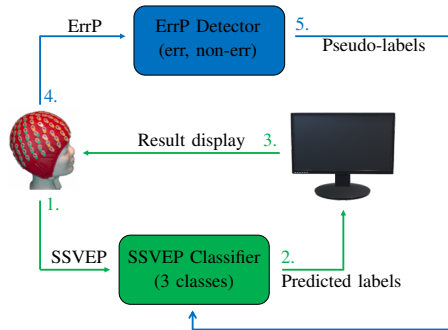 ErrP
ErrP Detector
(err, non-err)
5.
Pseudo-labels
4.
Result display
3.
1.
SSVEP
SSVEP Classifier
(3 classes)
2.
Predicted labels